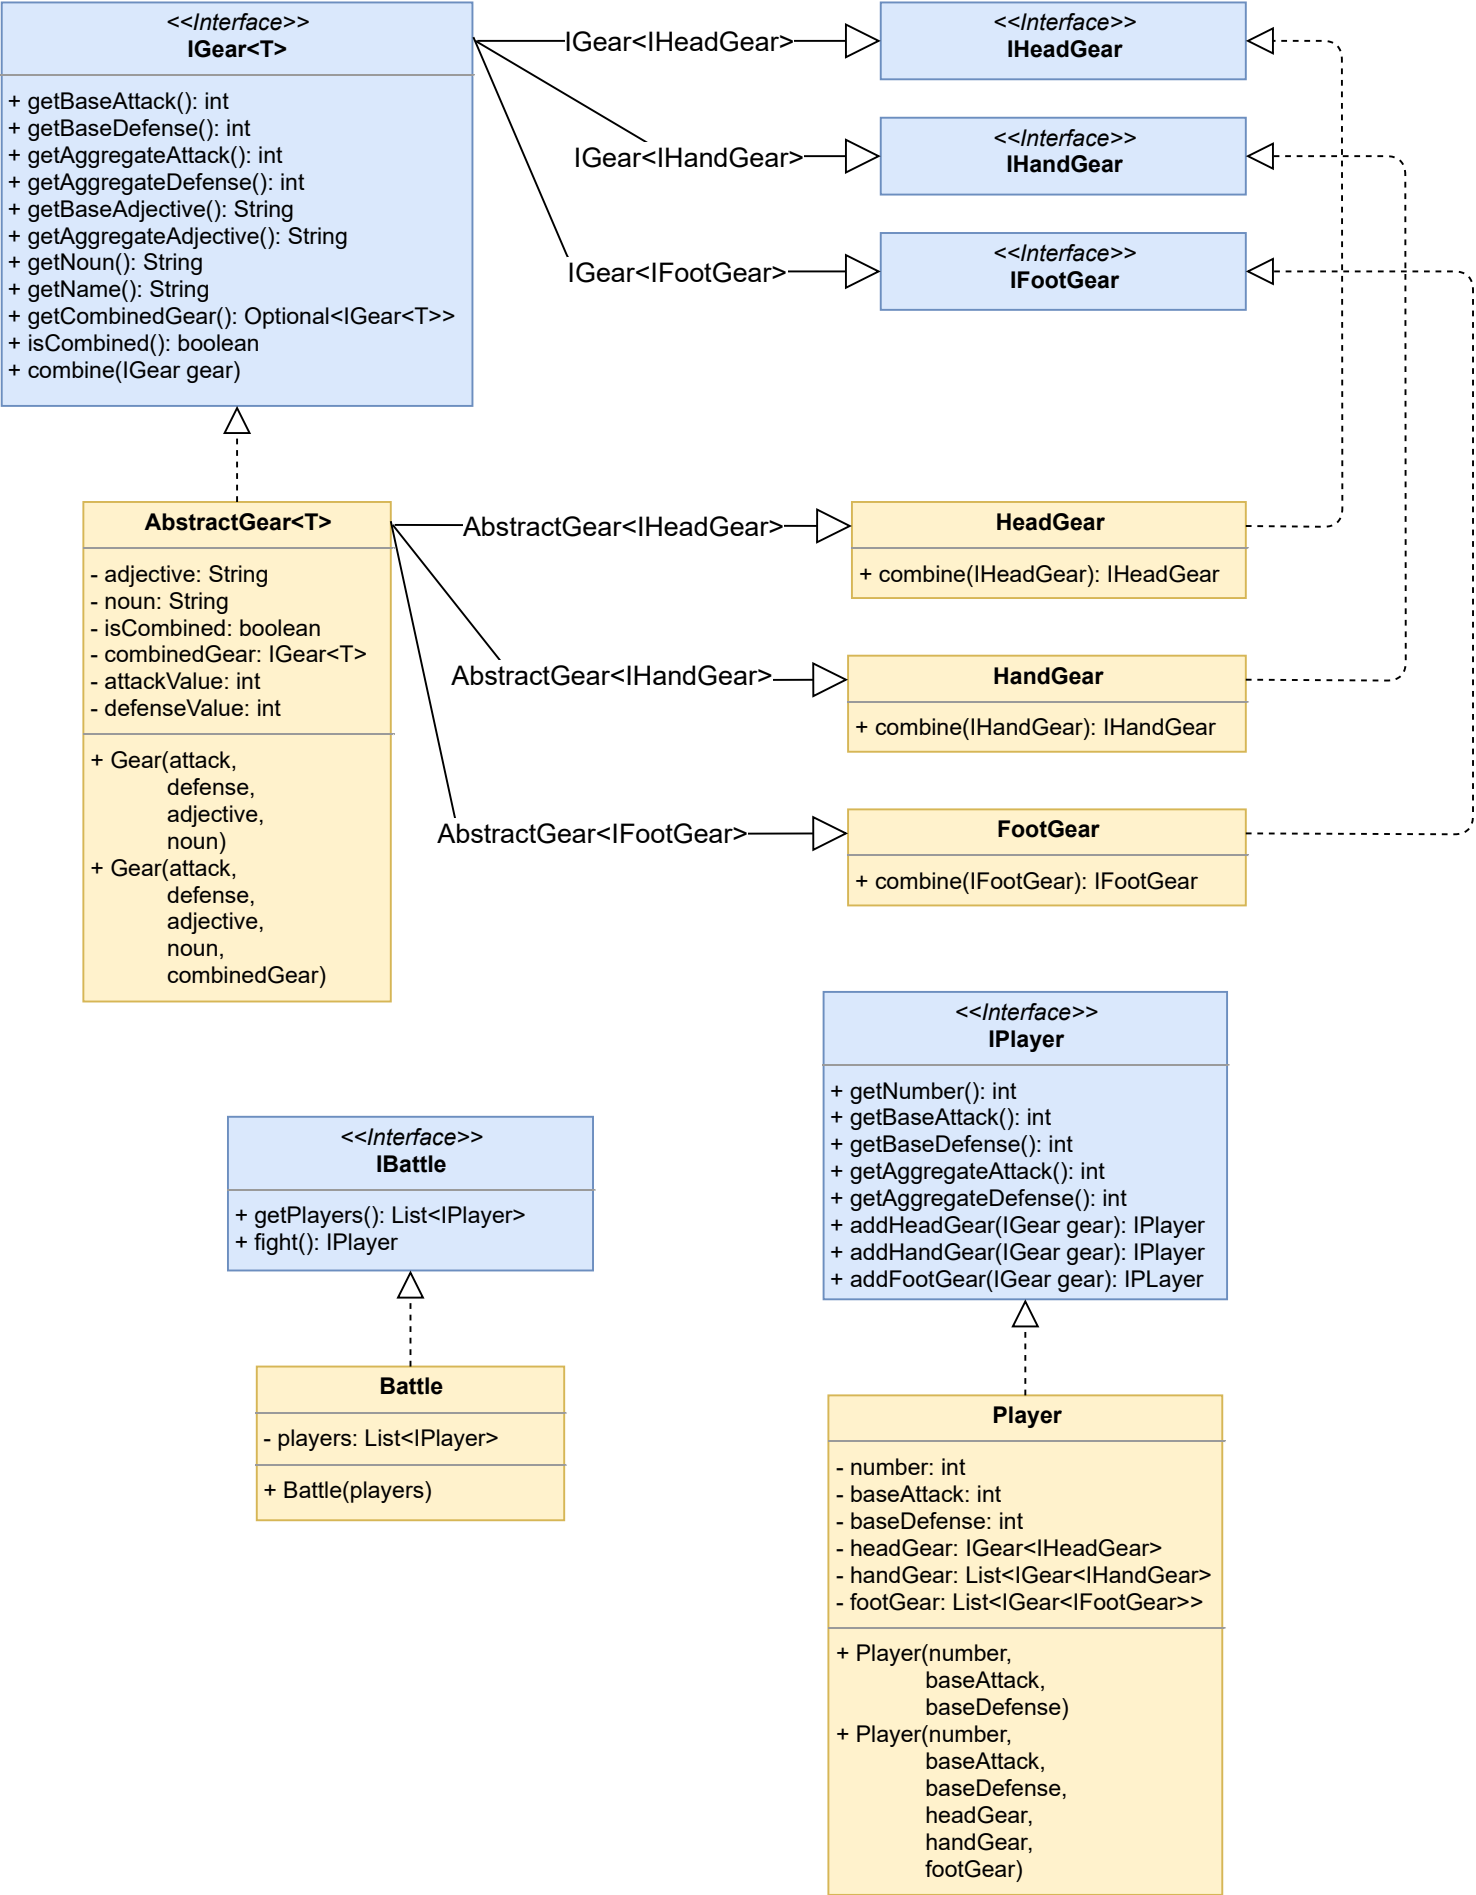 <<Interface>>
IGear<T>
+ getBaseAttack(): int
+ getBaseDefense(): int
+ getAggregateAttack(): int
+ getAggregateDefense(): int
+ getBaseAdjective(): String
+ getAggregateAdjective(): String
+ getNoun(): String
+ getName(): String
+ getCombinedGear(): Optional<IGear<T>>
+ isCombined(): boolean
+ combine(IGear gear)
IGear<IHeadGear>
<<Interface>>
IHeadGear
IGear<IHandGear>
<<Interface>>
IHandGear
IGear<IFootGear>
<<Interface>>
IFootGear
AbstractGear<T>
- adjective: String
- noun: String
- isCombined: boolean
- combinedGear: IGear<T>
- attackValue: int
- defenseValue: int
+ Gear(attack,
defense,
adjective,
noun)
+ Gear(attack,
defense,
adjective,
noun,
combinedGear)
AbstractGear<IHeadGear>
HeadGear
+ combine(IHeadGear): IHeadGear
AbstractGear<IHandGear>
HandGear
+ combine(IHandGear): IHandGear
AbstractGear<IFootGear>
FootGear
+ combine(IFootGear): IFootGear
<<Interface>>
IBattle
+ getPlayers(): List<IPlayer>
+ fight(): IPlayer
Battle
- players: List<IPlayer>
+ Battle(players)
<<Interface>>
IPlayer
+ getNumber(): int
+ getBaseAttack(): int
+ getBaseDefense(): int
+ getAggregateAttack(): int
+ getAggregateDefense(): int
+ addHeadGear(IGear gear): IPlayer
+ addHandGear(IGear gear): IPlayer
+ addFootGear(IGear gear): IPLayer
Player
- number: int
- baseAttack: int
- baseDefense: int
- headGear: IGear<IHeadGear>
- handGear: List<IGear<IHandGear>
- footGear: List<IGear<IFootGear>>
+ Player(number,
baseAttack,
baseDefense)
+ Player(number,
baseAttack,
baseDefense,
headGear,
handGear,
footGear)